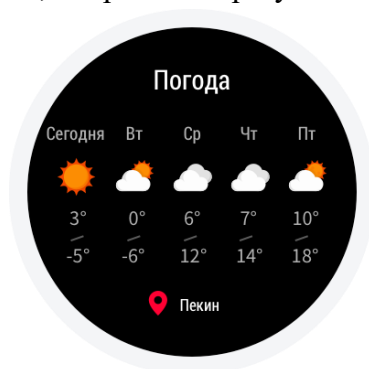 Погода
Сегодня Вт Ср Чт Пт
3° 0° 6° 7° 10°
-5° -6° 12° 14° 18°
Пекин